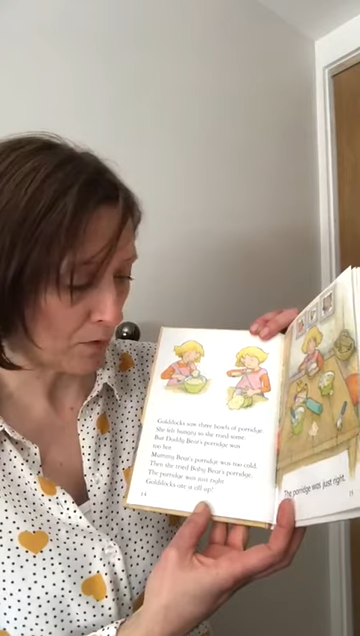 Goldilocks saw three bowls of porridge.
She felt hungry so she tried some.
But Daddy Bear's porridge was
too hot.
Mummy Bear's porridge was too cold.
Then she tried Baby Bear's porridge.
The porridge was just right.
Goldilocks ate it all up!
14
The porridge was just right.
15